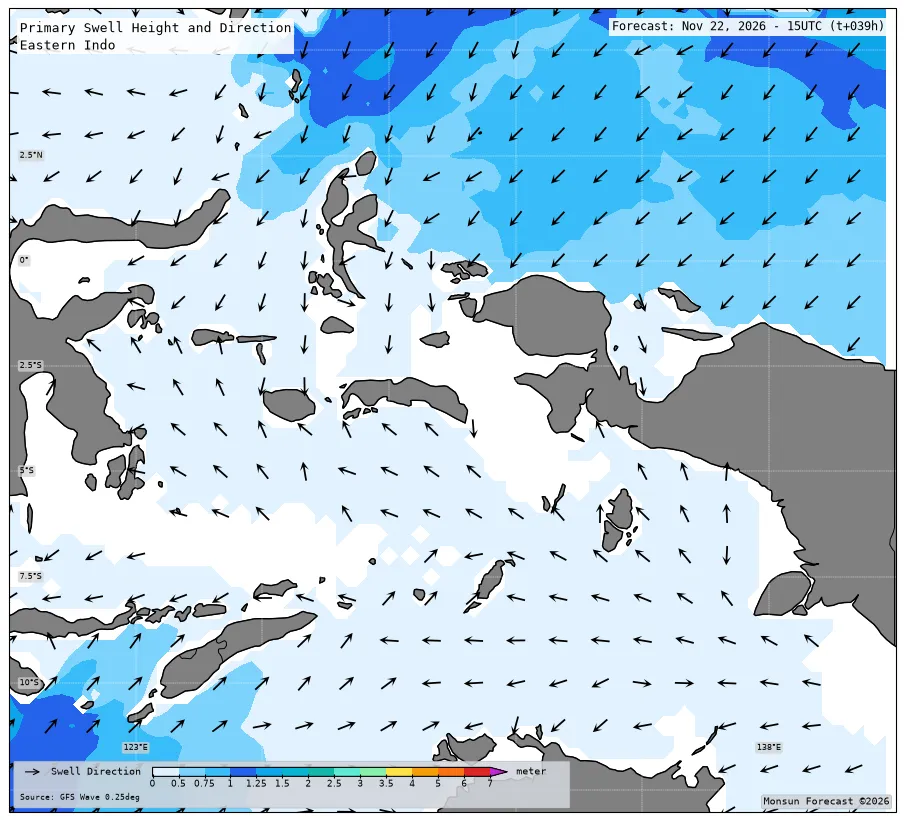 Primary Swell Height and Direction
Eastern Indo
Forecast: Nov 22, 2026 - 15UTC (t+039h)
2.5°N
0°
2.5°S
5°S
7.5°S
10°S
123°E
138°E
Swell Direction
0 0.5 0.75 1 1.25 1.5 2 2.5 3 3.5 4 5 6 7
meter
Source: GFS Wave 0.25deg
Monsun Forecast ©2026